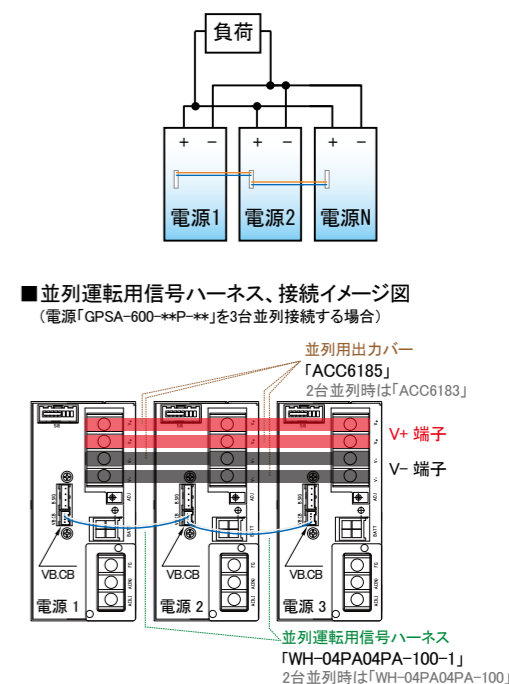 負荷
+ − + − + −
電源1 電源2 電源N
■並列運転用信号ハーネス、接続イメージ図
(電源「GPSA-600-**P-**」を3台並列接続する場合)
並列用出力バー
「ACC6185」
2台並列時は「ACC6183」
V+ 端子
V− 端子
VB.CB VB.CB VB.CB
電源 1 電源 2 電源 3
並列運転用信号ハーネス
「WH-04PA04PA-100-1」
2台並列時は「WH-04PA04PA-100」